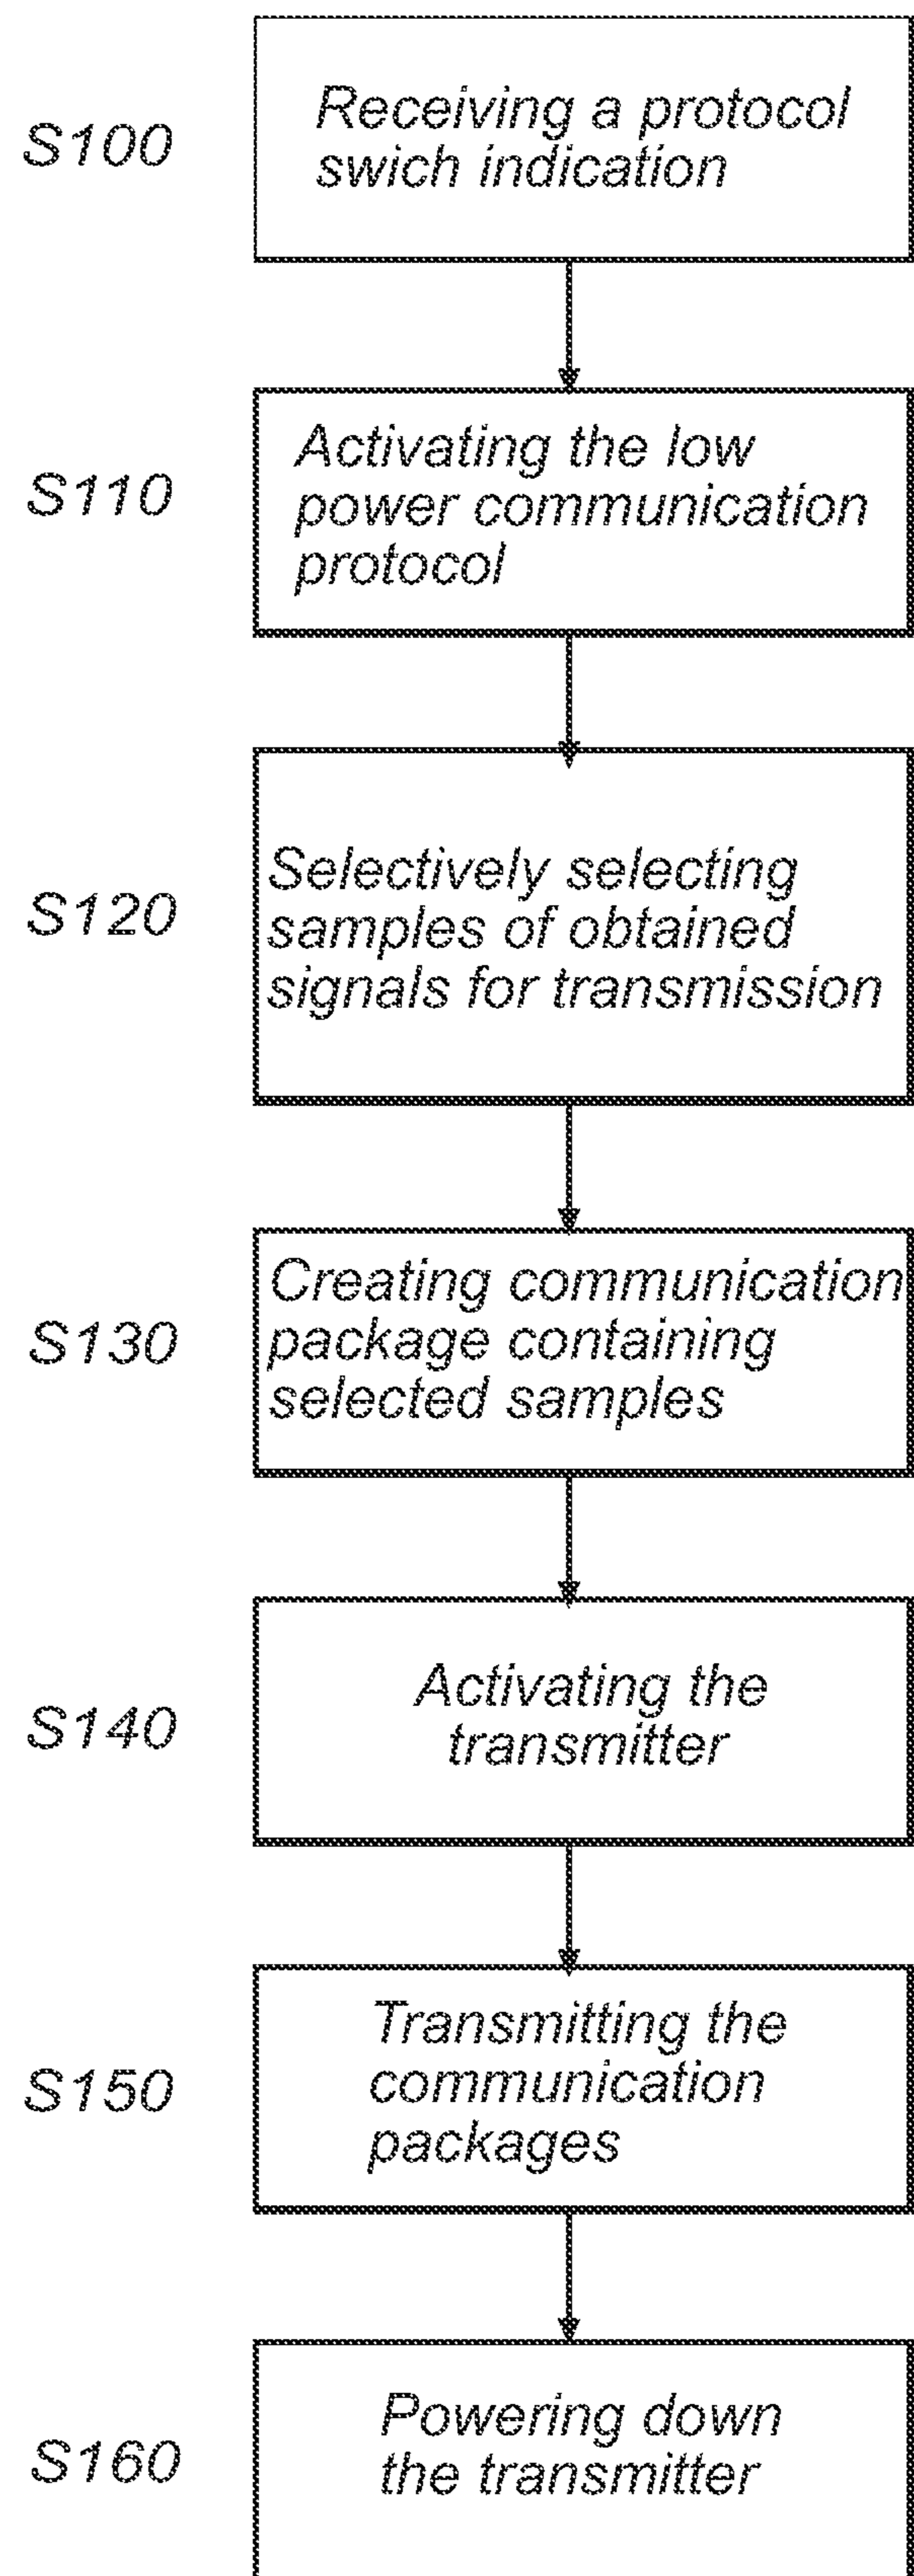 S100
Receiving a protocol
swich indication
S110
Activating the low
power communication
protocol
S120
Selectively selecting
samples of obtained
signals for transmission
S130
Creating communication
package containing
selected samples
S140
Activating the
transmitter
S150
Transmitting the
communication
packages
S160
Powering down
the transmitter